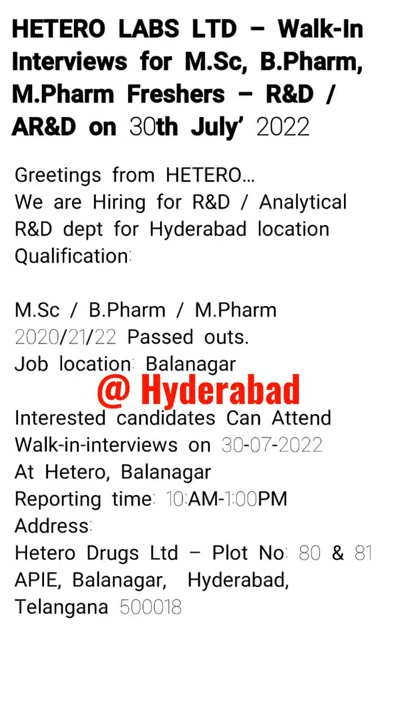 HETERO LABS LTD – Walk-In
Interviews for M.Sc, B.Pharm,
M.Pharm Freshers – R&D /
AR&D on 30th July’ 2022
Greetings from HETERO...
We are Hiring for R&D / Analytical
R&D dept for Hyderabad location
Qualification:
M.Sc / B.Pharm / M.Pharm
2020/21/22 Passed outs.
Job location: Balanagar
@ Hyderabad
Interested candidates Can Attend
Walk-in-interviews on 30-07-2022
At Hetero, Balanagar
Reporting time: 10:AM-1:00PM
Address:
Hetero Drugs Ltd – Plot No: 80 & 81
APIE, Balanagar, Hyderabad,
Telangana 500018